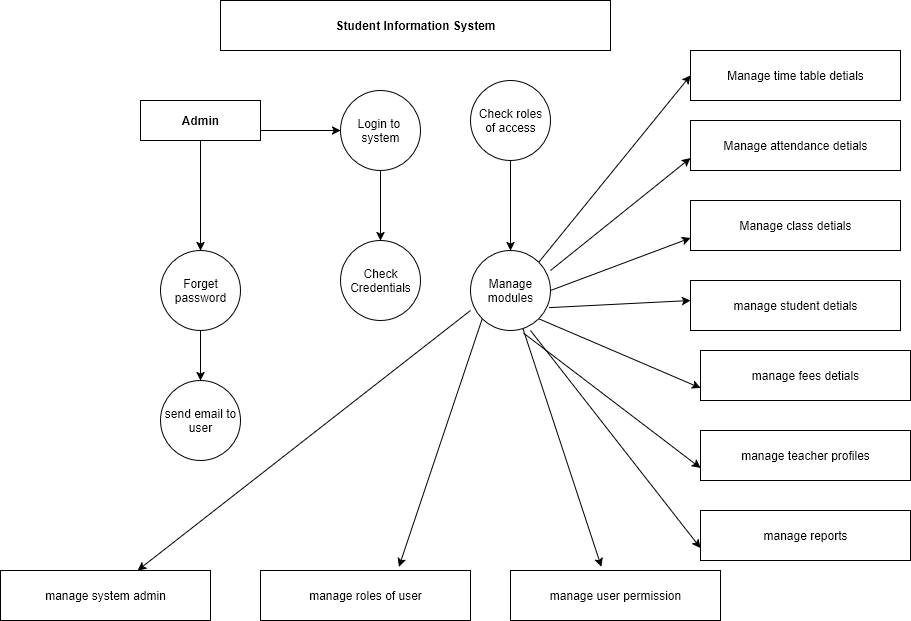 Student Information System
Admin
Login to
system
Check roles
of access
Manage time table detials
Manage attendance detials
Manage class detials
Forget
password
Check
Credentials
Manage
modules
manage student detials
manage fees detials
send email to
user
manage teacher profiles
manage reports
manage system admin
manage roles of user
manage user permission